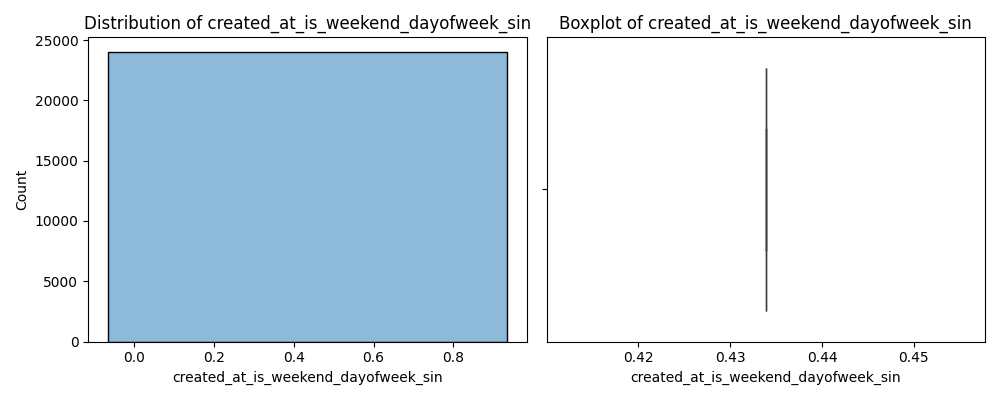 Distribution of created_at_is_weekend_dayofweek_sin
Boxplot of created_at_is_weekend_dayofweek_sin
25000
20000
15000
10000
5000
0
Count
0.0 0.2 0.4 0.6 0.8
created_at_is_weekend_dayofweek_sin
0.42 0.43 0.44 0.45
created_at_is_weekend_dayofweek_sin